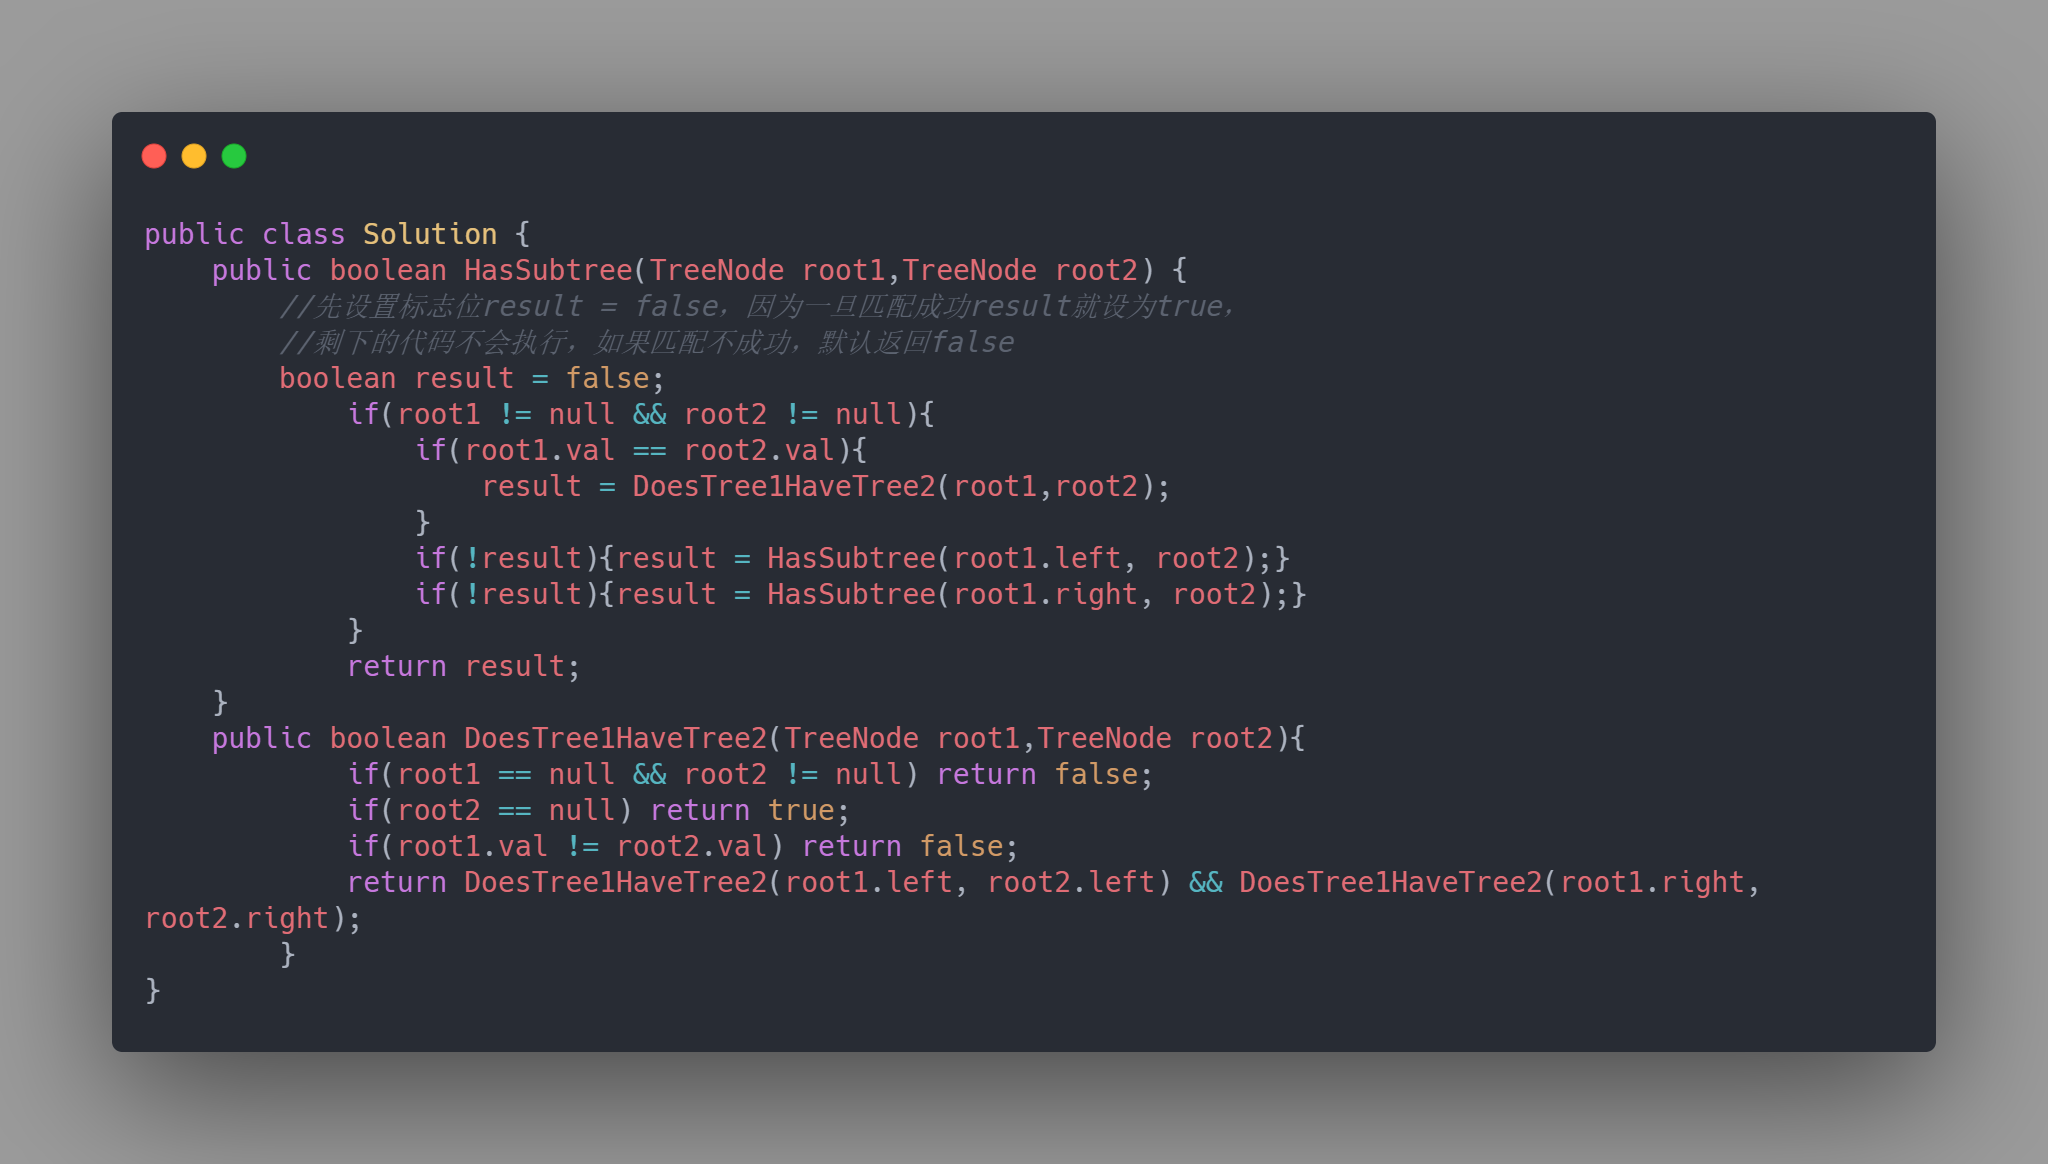 public class Solution {
    public boolean HasSubtree(TreeNode root1,TreeNode root2) {
        //先设置标志位result = false，因为一旦匹配成功result就设为true，
        //剩下的代码不会执行，如果匹配不成功，默认返回false
        boolean result = false;
            if(root1 != null && root2 != null){
                if(root1.val == root2.val){
                    result = DoesTree1HaveTree2(root1,root2);
                }
                if(!result){result = HasSubtree(root1.left, root2);}
                if(!result){result = HasSubtree(root1.right, root2);}
            }
            return result;
    }
    public boolean DoesTree1HaveTree2(TreeNode root1,TreeNode root2){
            if(root1 == null && root2 != null) return false;
            if(root2 == null) return true;
            if(root1.val != root2.val) return false;
            return DoesTree1HaveTree2(root1.left, root2.left) && DoesTree1HaveTree2(root1.right,
root2.right);
        }
}